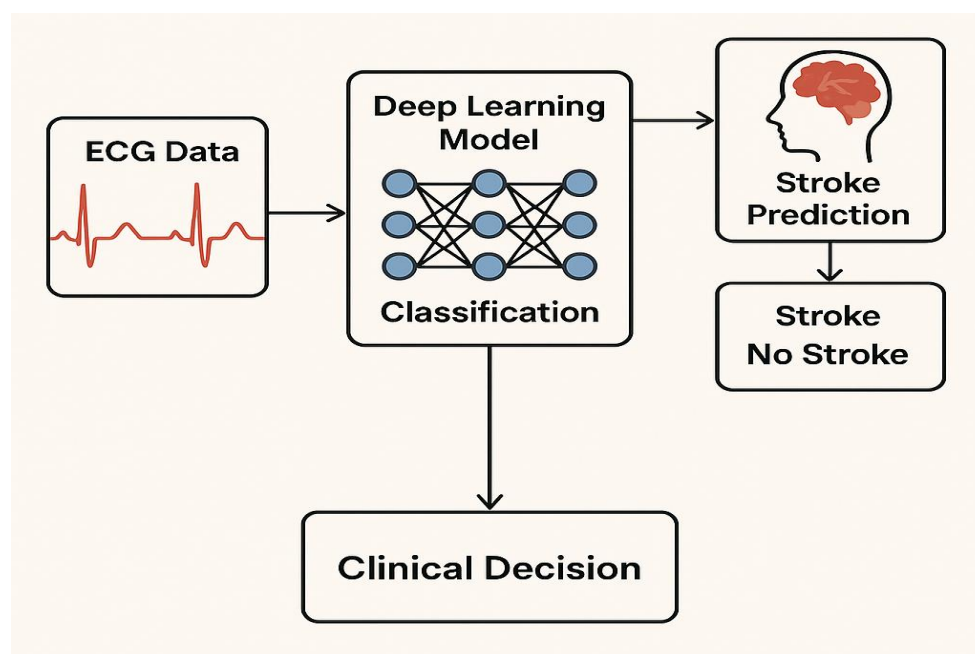 ECG Data
Deep Learning
Model
Classification
Stroke
Prediction
Stroke
No Stroke
Clinical Decision